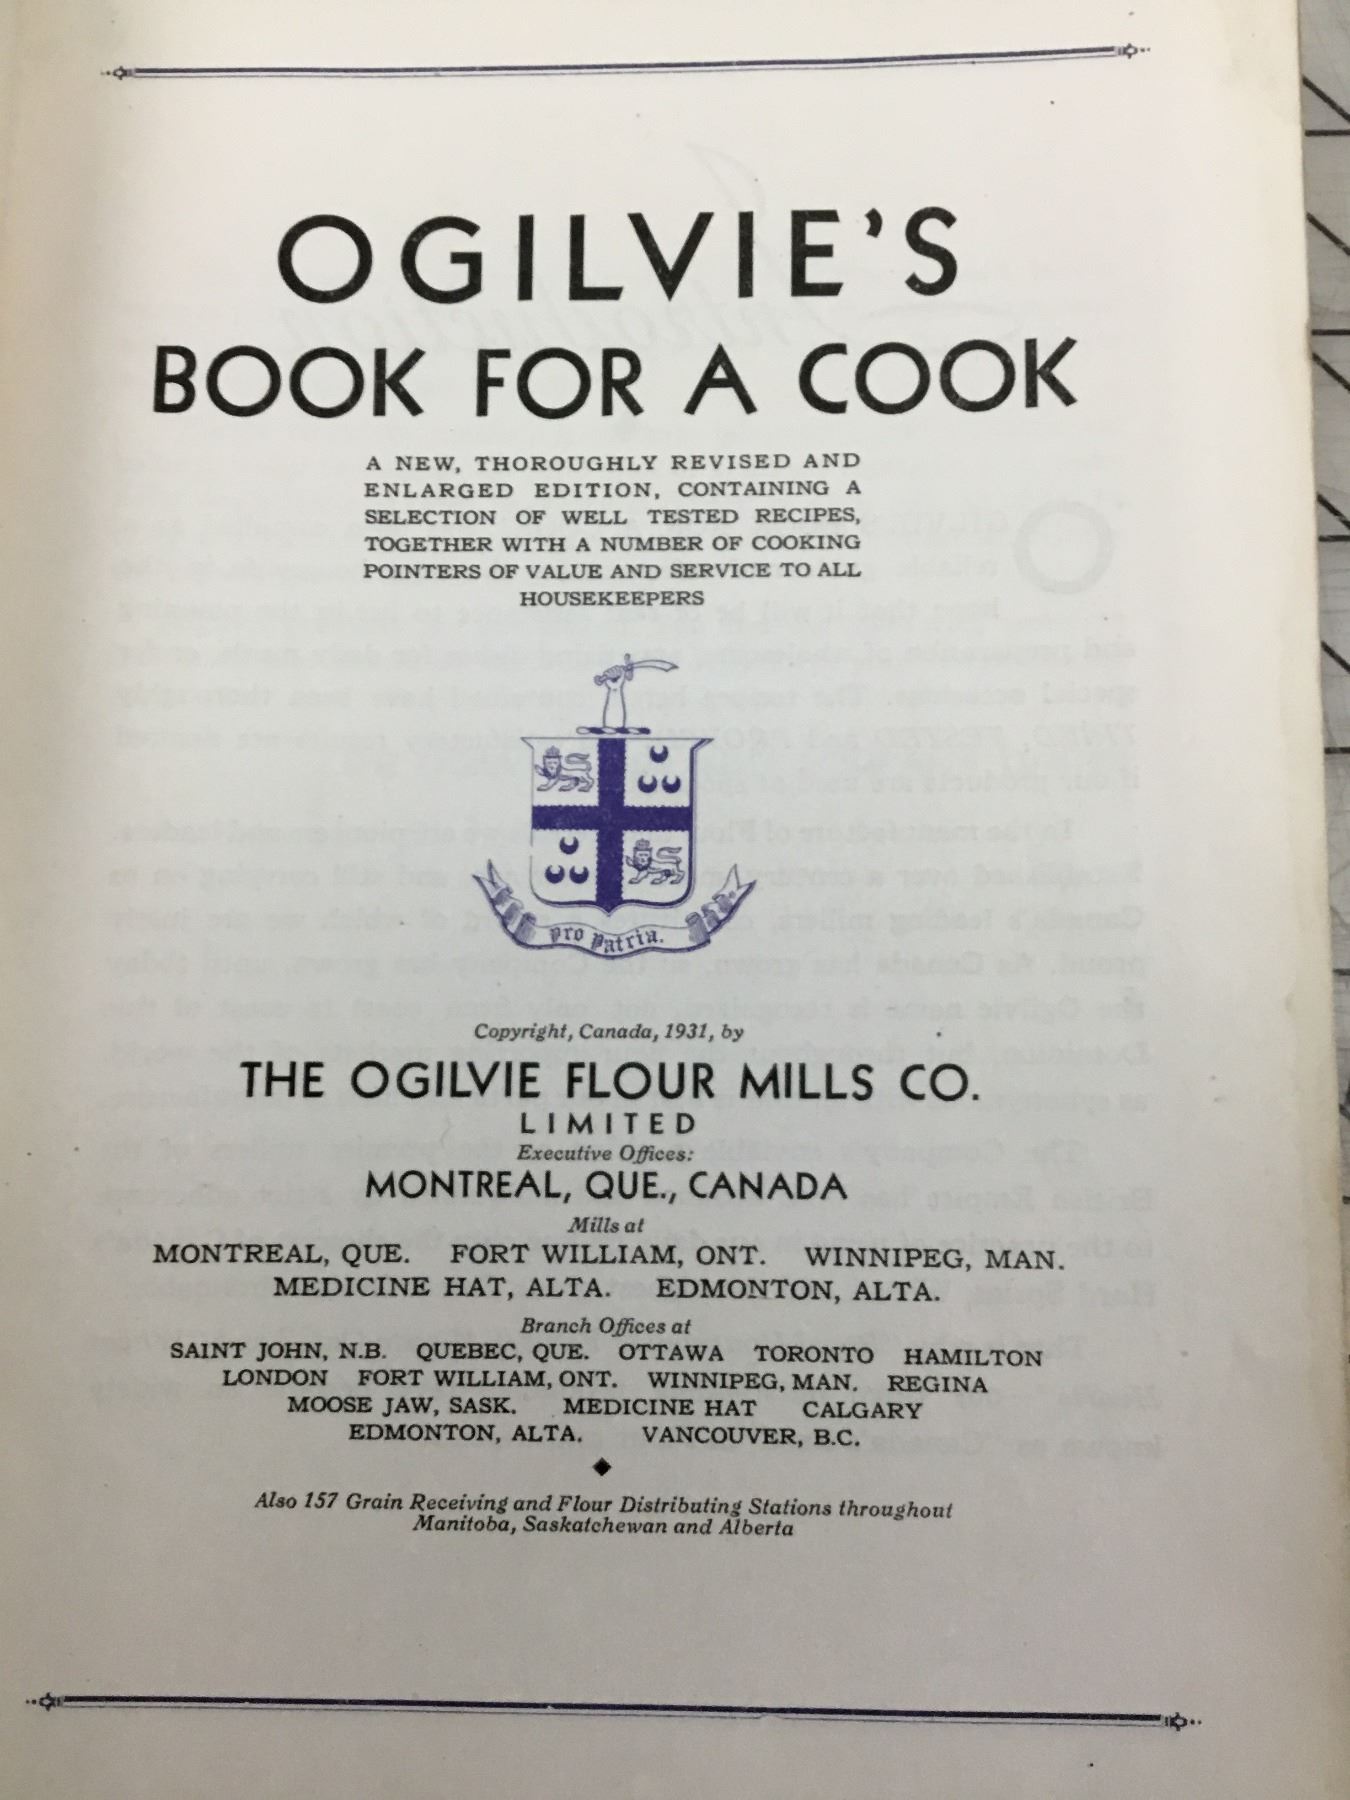 OGILVIE'S
BOOK FOR A COOK
A NEW, THOROUGHLY REVISED AND
ENLARGED EDITION, CONTAINING A
SELECTION OF WELL TESTED RECIPES,
TOGETHER WITH A NUMBER OF COOKING
POINTERS OF VALUE AND SERVICE TO ALL
HOUSEKEEPERS
Pro Patria.
Copyright, Canada, 1931, by
THE OGILVIE FLOUR MILLS CO.
LIMITED
Executive Offices:
MONTREAL, QUE., CANADA
Mills at
MONTREAL, QUE. FORT WILLIAM, ONT. WINNIPEG, MAN.
MEDICINE HAT, ALTA. EDMONTON, ALTA.
Branch Offices at
SAINT JOHN, N.B. QUEBEC, QUE. OTTAWA TORONTO HAMILTON
LONDON FORT WILLIAM, ONT. WINNIPEG, MAN. REGINA
MOOSE JAW, SASK. MEDICINE HAT CALGARY
EDMONTON, ALTA. VANCOUVER, B.C.
Also 157 Grain Receiving and Flour Distributing Stations throughout
Manitoba, Saskatchewan and Alberta